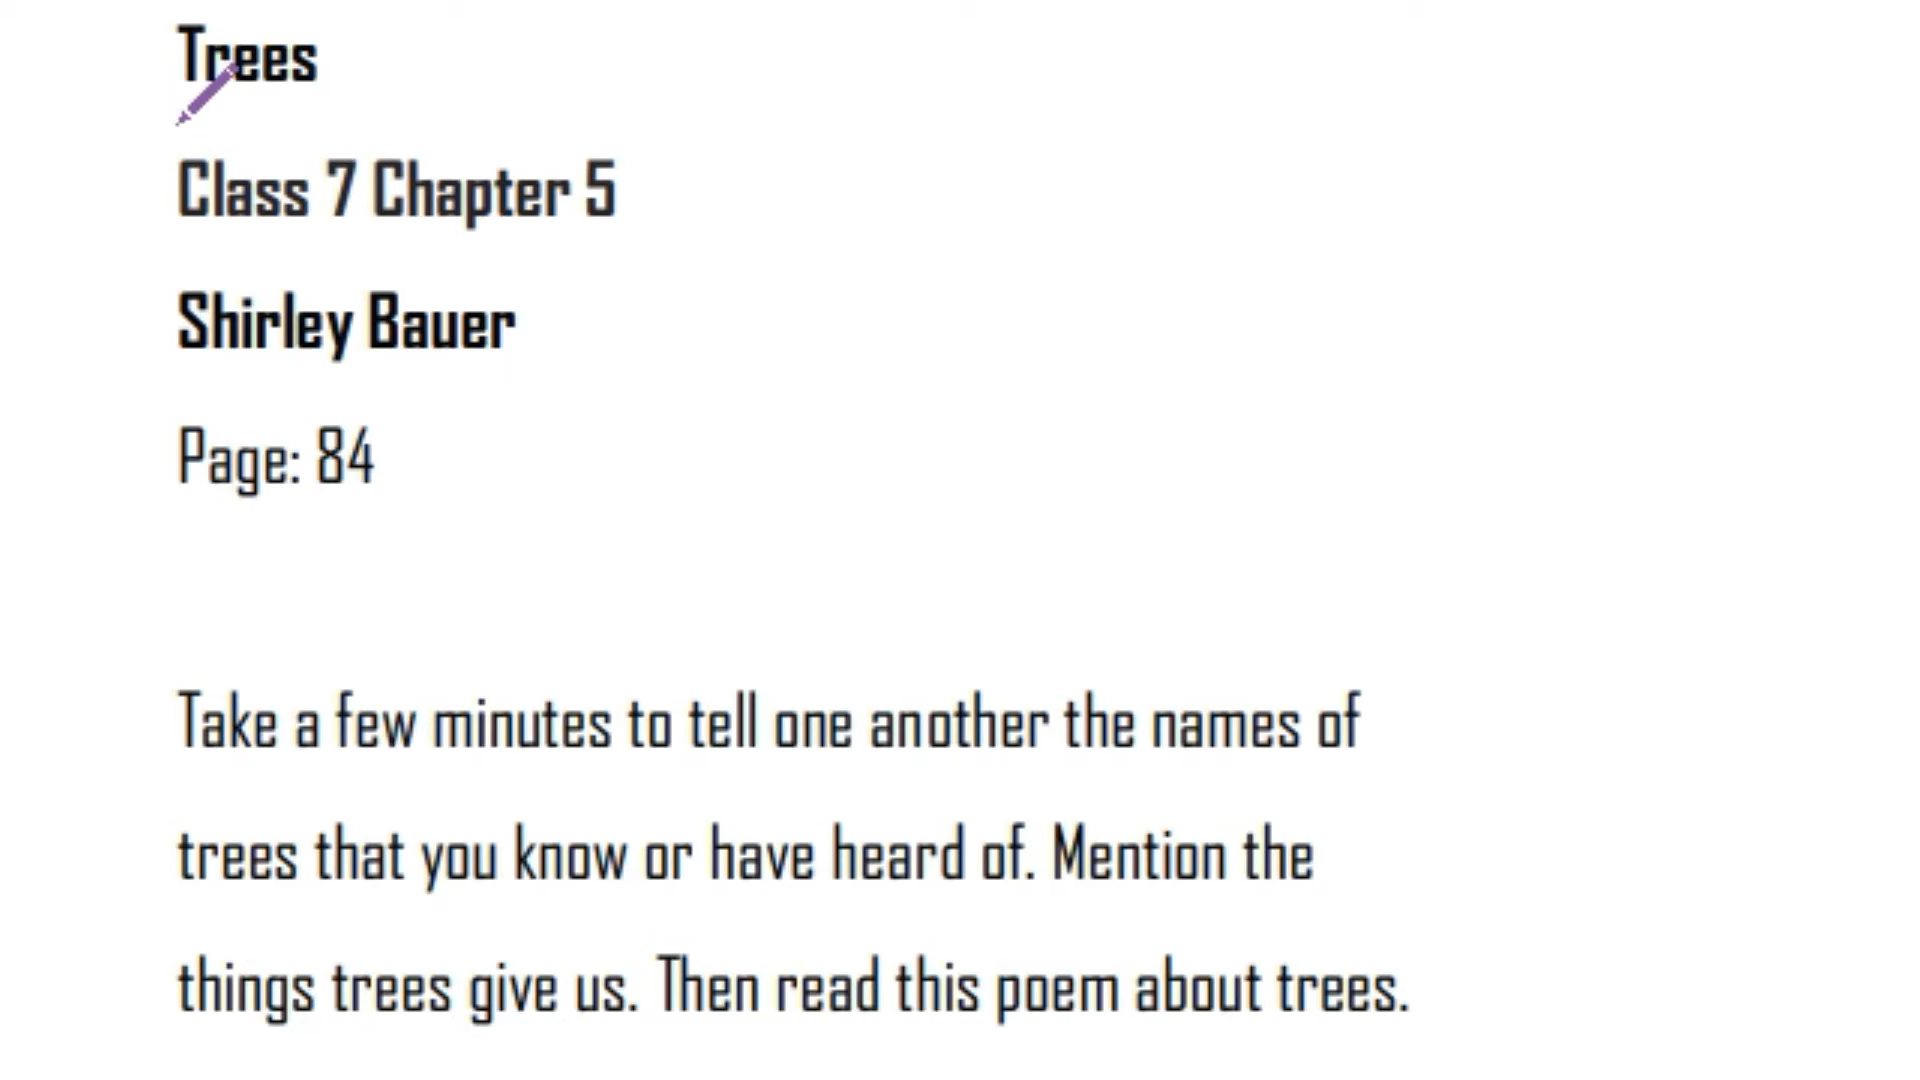 Trees
Class 7 Chapter 5
Shirley Bauer
Page: 84
Take a few minutes to tell one another the names of
trees that you know or have heard of. Mention the
things trees give us. Then read this poem about trees.